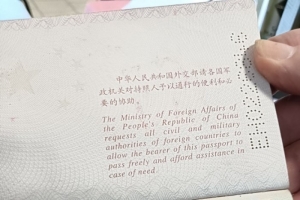 中华人民共和国外交部请各国军
政机关对持照人予以通行的便利和必
要的协助。
The Ministry of Foreign Affairs of
the People's Republic of China
requests all civil and military
authorities of foreign countries to
allow the bearer of this passport to
pass freely and afford assistance in
case of need